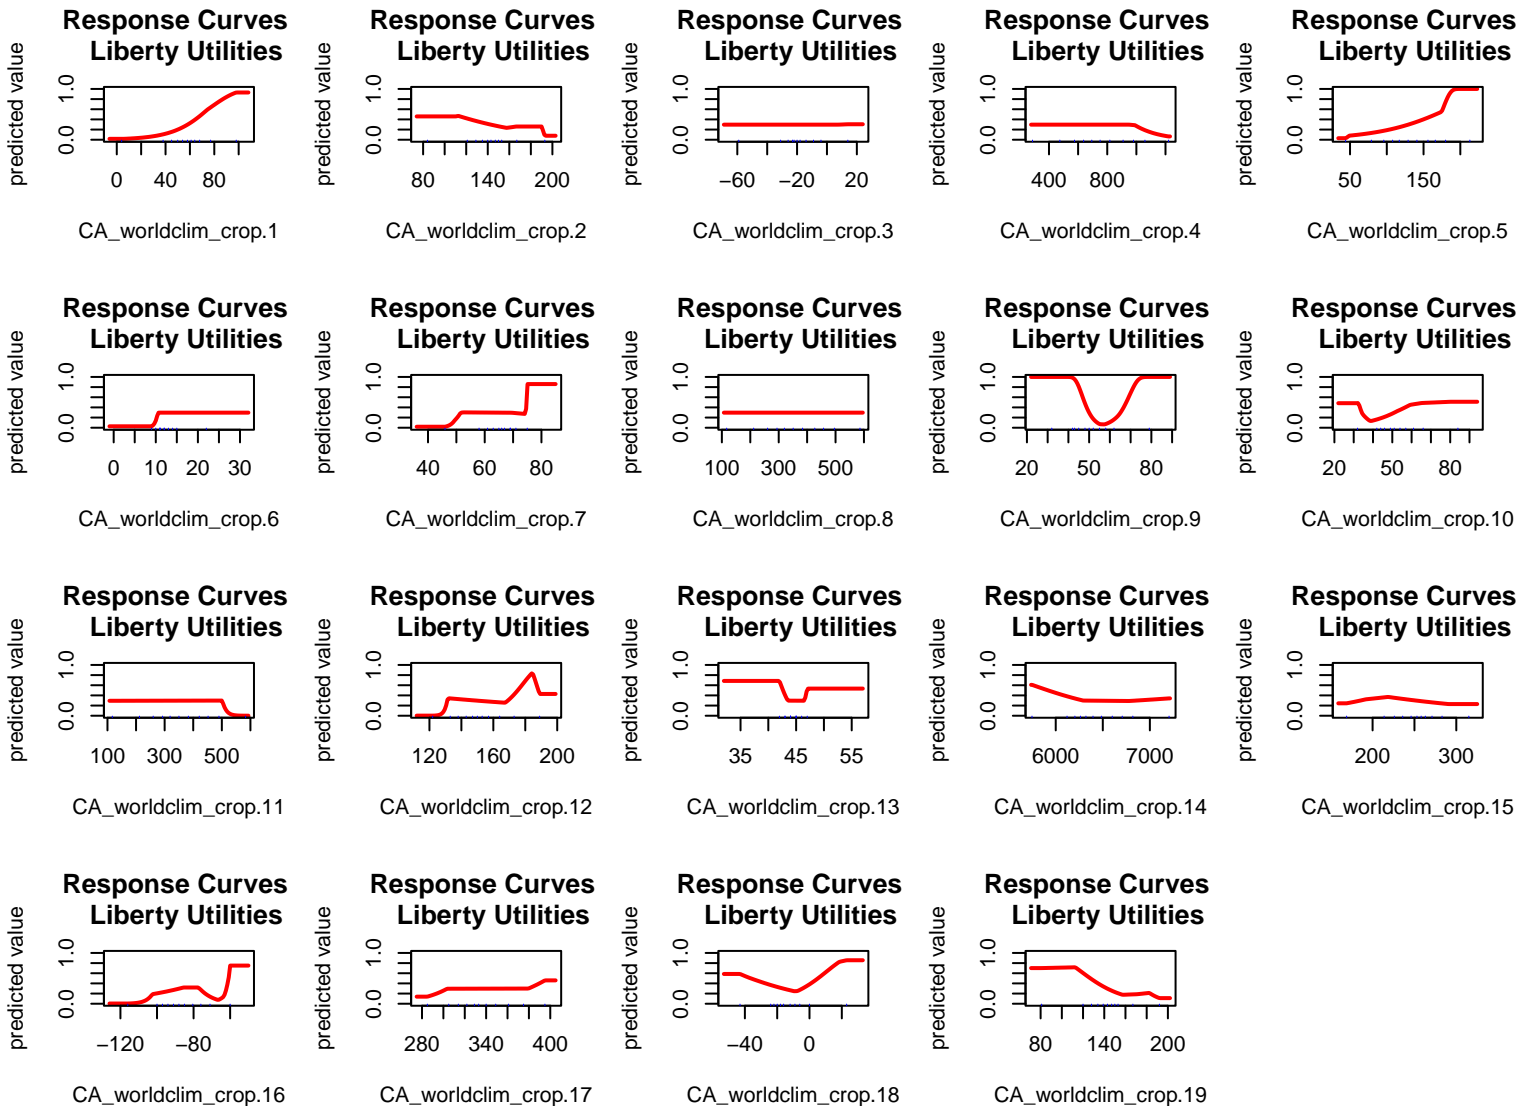 Response Curves
Liberty Utilities
predicted value
0.0 1.0
0 40 80
CA_worldclim_crop.1
Response Curves
Liberty Utilities
predicted value
0.0 1.0
80 140 200
CA_worldclim_crop.2
Response Curves
Liberty Utilities
predicted value
0.0 1.0
−60 −20 20
CA_worldclim_crop.3
Response Curves
Liberty Utilities
predicted value
0.0 1.0
400 800
CA_worldclim_crop.4
Response Curves
Liberty Utilities
predicted value
0.0 1.0
50 150
CA_worldclim_crop.5
Response Curves
Liberty Utilities
predicted value
0.0 1.0
0 10 20 30
CA_worldclim_crop.6
Response Curves
Liberty Utilities
predicted value
0.0 1.0
40 60 80
CA_worldclim_crop.7
Response Curves
Liberty Utilities
predicted value
0.0 1.0
100 300 500
CA_worldclim_crop.8
Response Curves
Liberty Utilities
predicted value
0.0 1.0
20 50 80
CA_worldclim_crop.9
Response Curves
Liberty Utilities
predicted value
0.0 1.0
20 50 80
CA_worldclim_crop.10
Response Curves
Liberty Utilities
predicted value
0.0 1.0
100 300 500
CA_worldclim_crop.11
Response Curves
Liberty Utilities
predicted value
0.0 1.0
120 160 200
CA_worldclim_crop.12
Response Curves
Liberty Utilities
predicted value
0.0 1.0
35 45 55
CA_worldclim_crop.13
Response Curves
Liberty Utilities
predicted value
0.0 1.0
6000 7000
CA_worldclim_crop.14
Response Curves
Liberty Utilities
predicted value
0.0 1.0
200 300
CA_worldclim_crop.15
Response Curves
Liberty Utilities
predicted value
0.0 1.0
−120 −80
CA_worldclim_crop.16
Response Curves
Liberty Utilities
predicted value
0.0 1.0
280 340 400
CA_worldclim_crop.17
Response Curves
Liberty Utilities
predicted value
0.0 1.0
−40 0
CA_worldclim_crop.18
Response Curves
Liberty Utilities
predicted value
0.0 1.0
80 140 200
CA_worldclim_crop.19